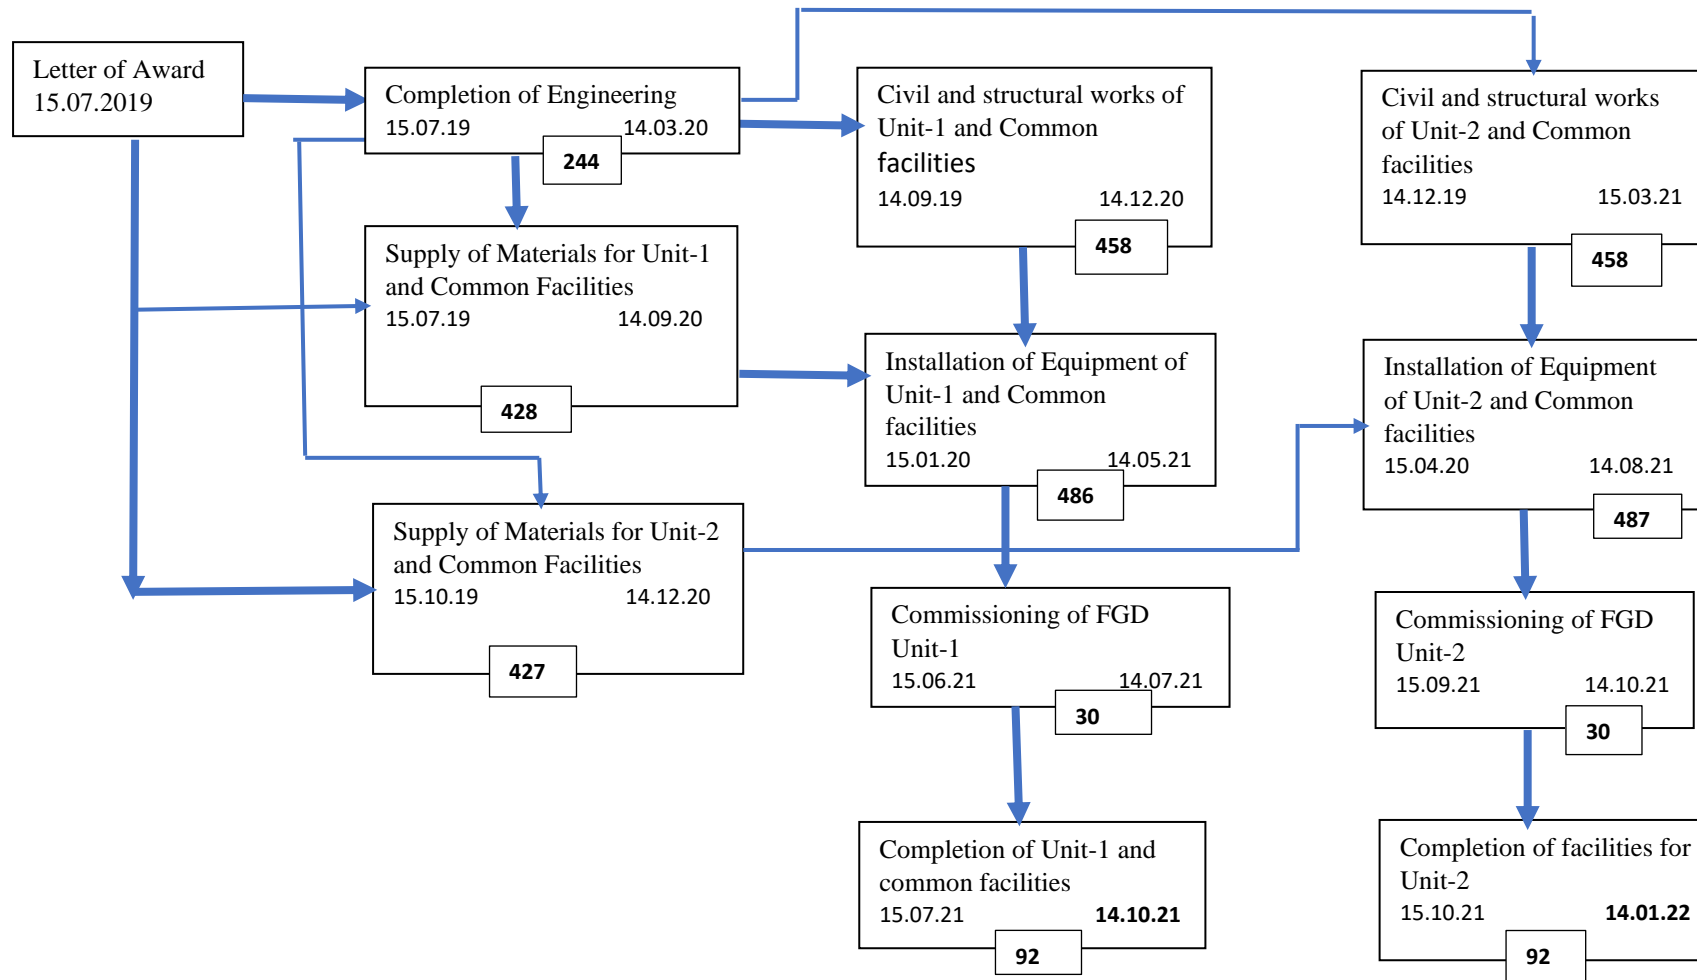 Letter of Award
15.07.2019
Completion of Engineering
15.07.19 14.03.20
244
Supply of Materials for Unit-1
and Common Facilities
15.07.19 14.09.20
428
Supply of Materials for Unit-2
and Common Facilities
15.10.19 14.12.20
427
Civil and structural works of
Unit-1 and Common
facilities
14.09.19 14.12.20
458
Installation of Equipment of
Unit-1 and Common
facilities
15.01.20 14.05.21
486
Commissioning of FGD
Unit-1
15.06.21 14.07.21
30
Completion of Unit-1 and
common facilities
15.07.21 14.10.21
92
Civil and structural works
of Unit-2 and Common
facilities
14.12.19 15.03.21
458
Installation of Equipment
of Unit-2 and Common
facilities
15.04.20 14.08.21
487
Commissioning of FGD
Unit-2
15.09.21 14.10.21
30
Completion of facilities for
Unit-2
15.10.21 14.01.22
92